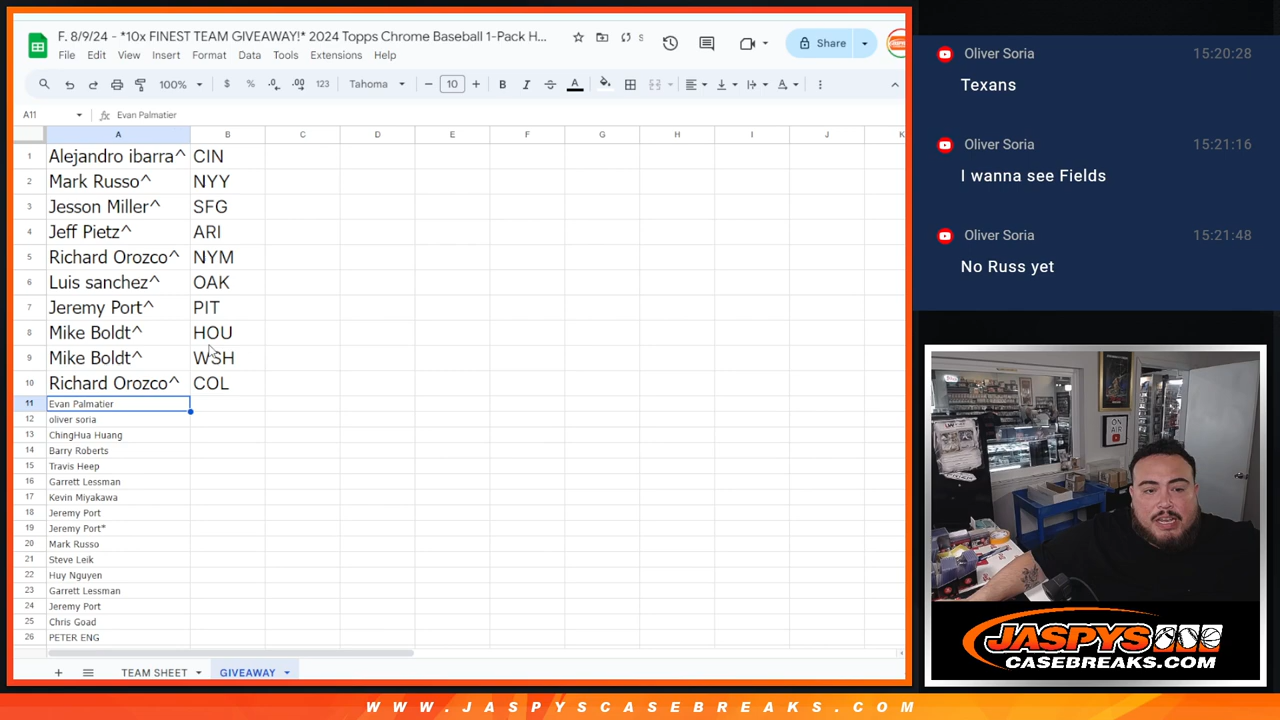 F. 8/9/24 - *10x FINEST TEAM GIVEAWAY!* 2024 Topps Chrome Baseball 1-Pack H...
File Edit View Insert Format Data Tools Extensions Help
Share
100% $ % .0 .00 123 Tahoma 10 B I A
A11 fx Evan Palmatier
A B C D E F G H I J K
1 Alejandro ibarra^ CIN
2 Mark Russo^ NYY
3 Jesson Miller^ SFG
4 Jeff Pietz^ ARI
5 Richard Orozco^ NYM
6 Luis sanchez^ OAK
7 Jeremy Port^ PIT
8 Mike Boldt^ HOU
9 Mike Boldt^ WSH
10 Richard Orozco^ COL
11 Evan Palmatier
12 oliver soria
13 ChingHua Huang
14 Barry Roberts
15 Travis Heep
16 Garrett Lessman
17 Kevin Miyakawa
18 Jeremy Port
19 Jeremy Port*
20 Mark Russo
21 Steve Leik
22 Huy Nguyen
23 Garrett Lessman
24 Jeremy Port
25 Chris Goad
26 PETER ENG
TEAM SHEET GIVEAWAY
Oliver Soria 15:20:28
Texans
Oliver Soria 15:21:16
I wanna see Fields
Oliver Soria 15:21:48
No Russ yet
ON AIR
JASPYS
CASEBREAKS.COM
WWW.JASPYSCASEBREAKS.COM